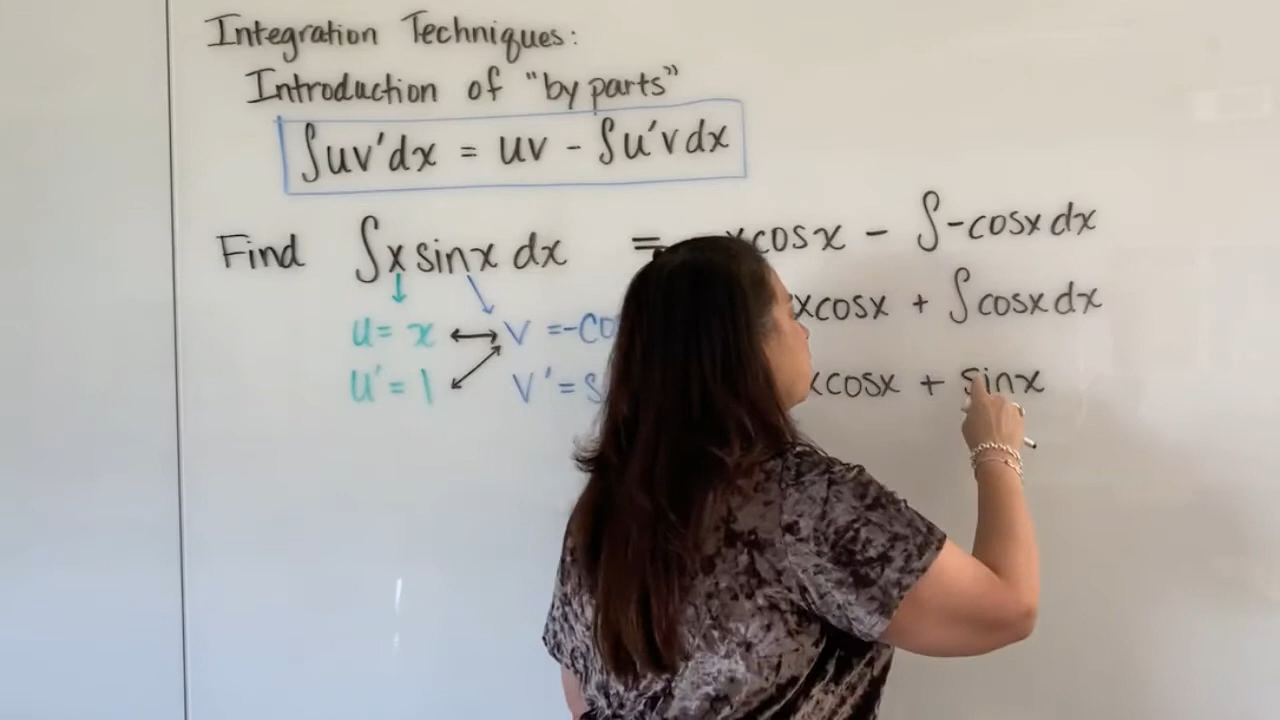 Integration Techniques:
Introduction of "by parts"
∫uv'dx = uv - ∫u'vdx
Find ∫x sinx dx = xcosx - ∫-cosx dx
xcosx + ∫cosx dx
xcosx + sinx
u = x ↔ v =-co
u' = 1 v' = s